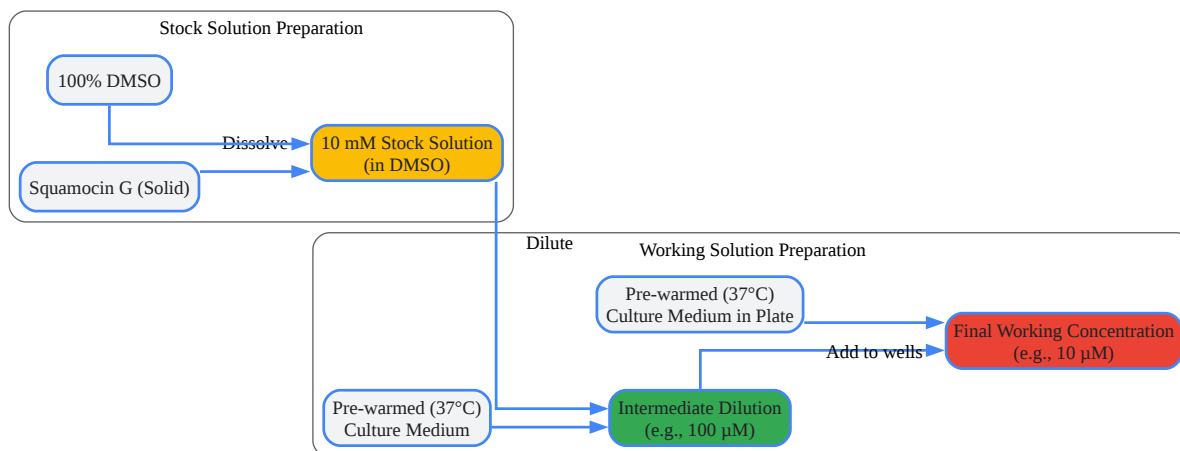 Stock Solution Preparation
100% DMSO
Dissolve
10 mM Stock Solution
(in DMSO)
Squamocin G (Solid)
Dilute
Working Solution Preparation
Pre-warmed (37°C)
Culture Medium in Plate
Final Working Concentration
(e.g., 10 µM)
Add to wells
Pre-warmed (37°C)
Culture Medium
Intermediate Dilution
(e.g., 100 µM)